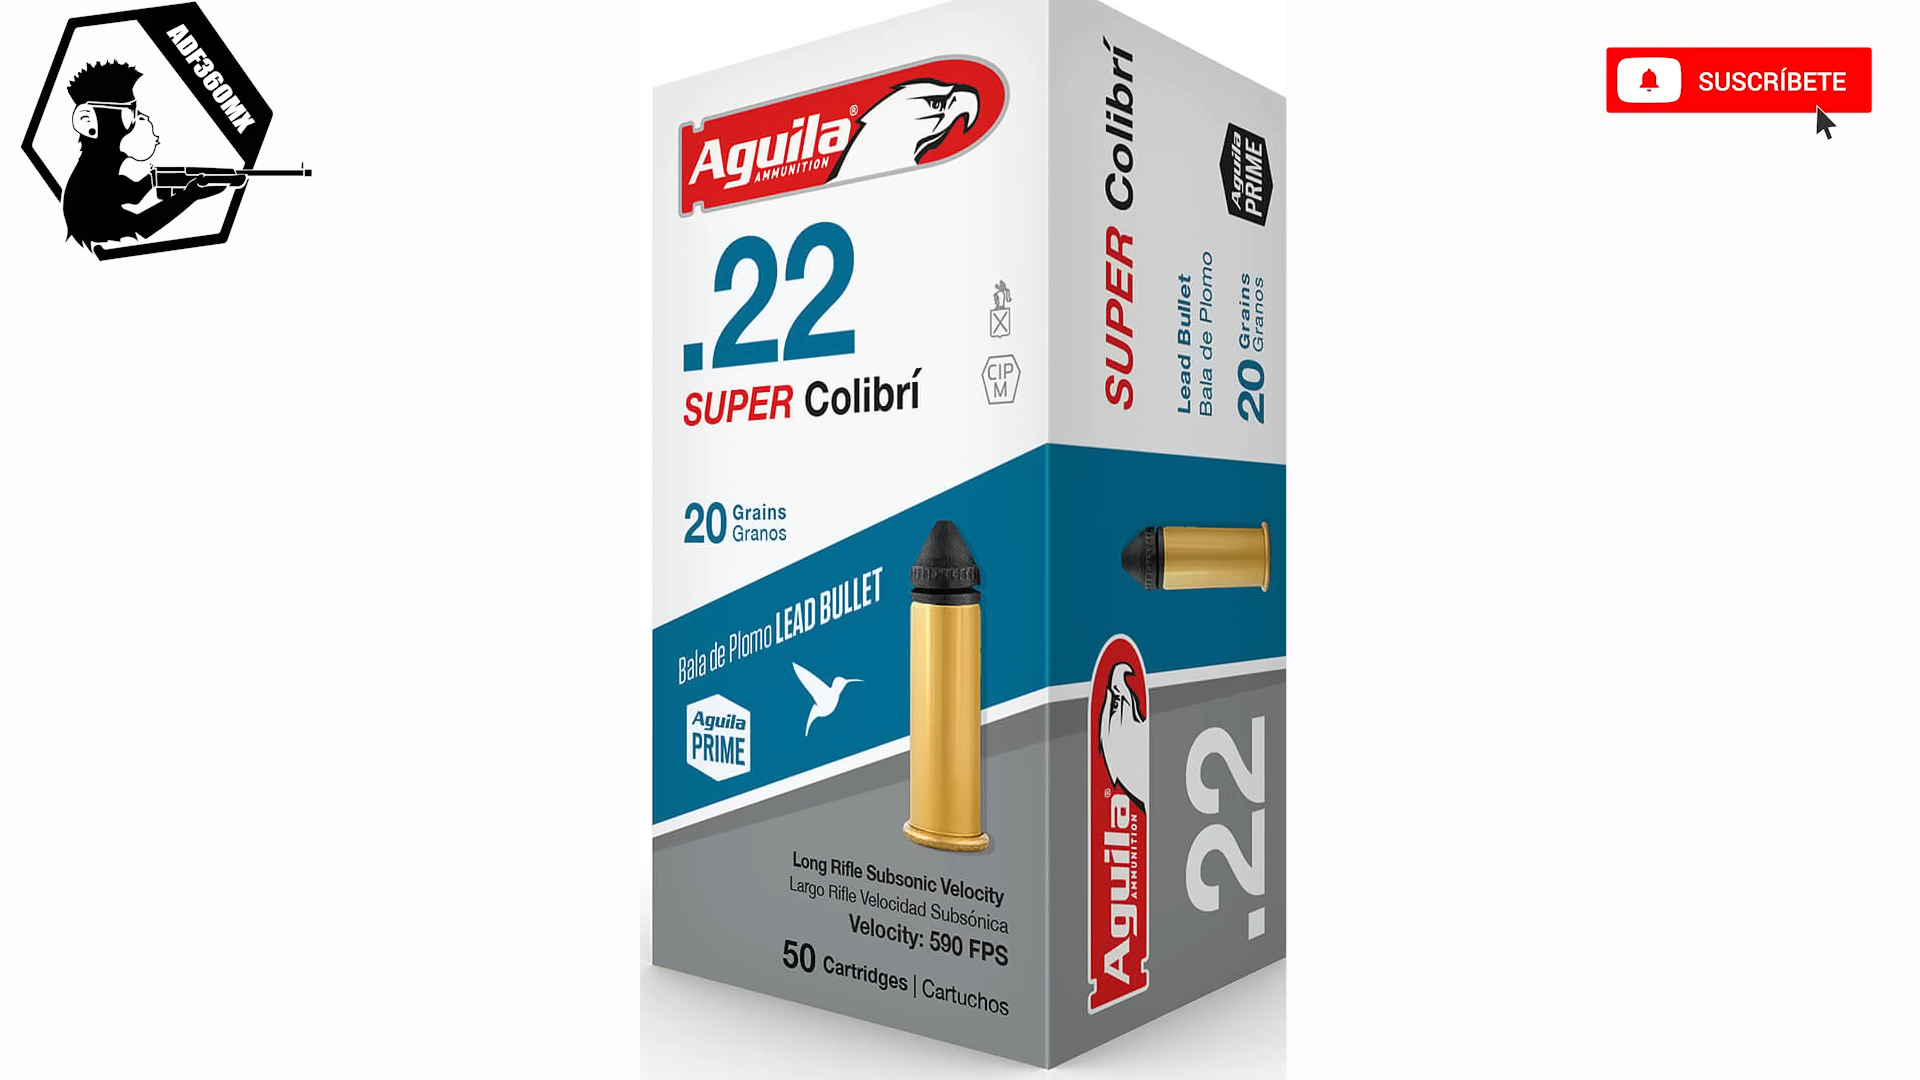 ADF360MX
SUSCRÍBETE
Aguila®
AMMUNITION
.22
SUPER Colibrí
CIP
M
20 Grains
Granos
Bala de Plomo LEAD BULLET
Aguila
PRIME
Long Rifle Subsonic Velocity
Largo Rifle Velocidad Subsónica
Velocity: 590 FPS
50 Cartridges | Cartuchos
SUPER Colibrí
Lead Bullet
Bala de Plomo
20 Grains
Granos
Aguila
PRIME
Aguila®
AMMUNITION
.22